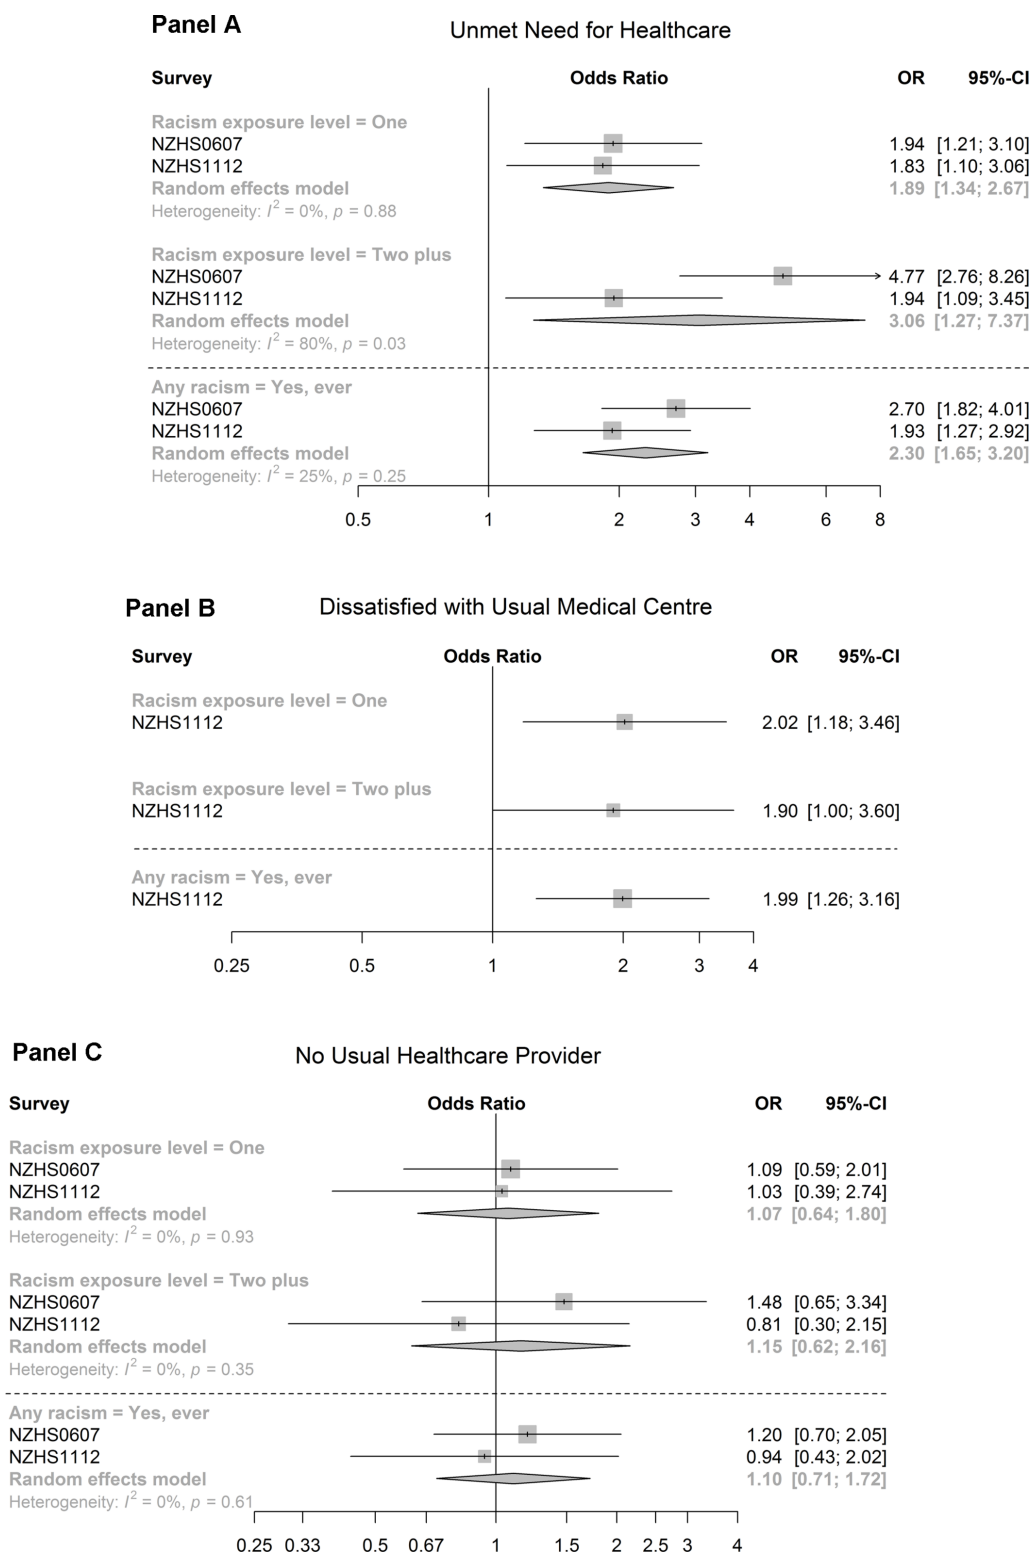 Panel A
Unmet Need for Healthcare
Survey Odds Ratio OR 95%-CI
Racism exposure level = One
NZHS0607 1.94 [1.21; 3.10]
NZHS1112 1.83 [1.10; 3.06]
Random effects model 1.89 [1.34; 2.67]
Heterogeneity: I² = 0%, p = 0.88
Racism exposure level = Two plus
NZHS0607 4.77 [2.76; 8.26]
NZHS1112 1.94 [1.09; 3.45]
Random effects model 3.06 [1.27; 7.37]
Heterogeneity: I² = 80%, p = 0.03
Any racism = Yes, ever
NZHS0607 2.70 [1.82; 4.01]
NZHS1112 1.93 [1.27; 2.92]
Random effects model 2.30 [1.65; 3.20]
Heterogeneity: I² = 25%, p = 0.25
0.5 1 2 3 4 6 8
Panel B
Dissatisfied with Usual Medical Centre
Survey Odds Ratio OR 95%-CI
Racism exposure level = One
NZHS1112 2.02 [1.18; 3.46]
Racism exposure level = Two plus
NZHS1112 1.90 [1.00; 3.60]
Any racism = Yes, ever
NZHS1112 1.99 [1.26; 3.16]
0.25 0.5 1 2 3 4
Panel C
No Usual Healthcare Provider
Survey Odds Ratio OR 95%-CI
Racism exposure level = One
NZHS0607 1.09 [0.59; 2.01]
NZHS1112 1.03 [0.39; 2.74]
Random effects model 1.07 [0.64; 1.80]
Heterogeneity: I² = 0%, p = 0.93
Racism exposure level = Two plus
NZHS0607 1.48 [0.65; 3.34]
NZHS1112 0.81 [0.30; 2.15]
Random effects model 1.15 [0.62; 2.16]
Heterogeneity: I² = 0%, p = 0.35
Any racism = Yes, ever
NZHS0607 1.20 [0.70; 2.05]
NZHS1112 0.94 [0.43; 2.02]
Random effects model 1.10 [0.71; 1.72]
Heterogeneity: I² = 0%, p = 0.61
0.25 0.33 0.5 0.67 1 1.5 2 2.5 3 4